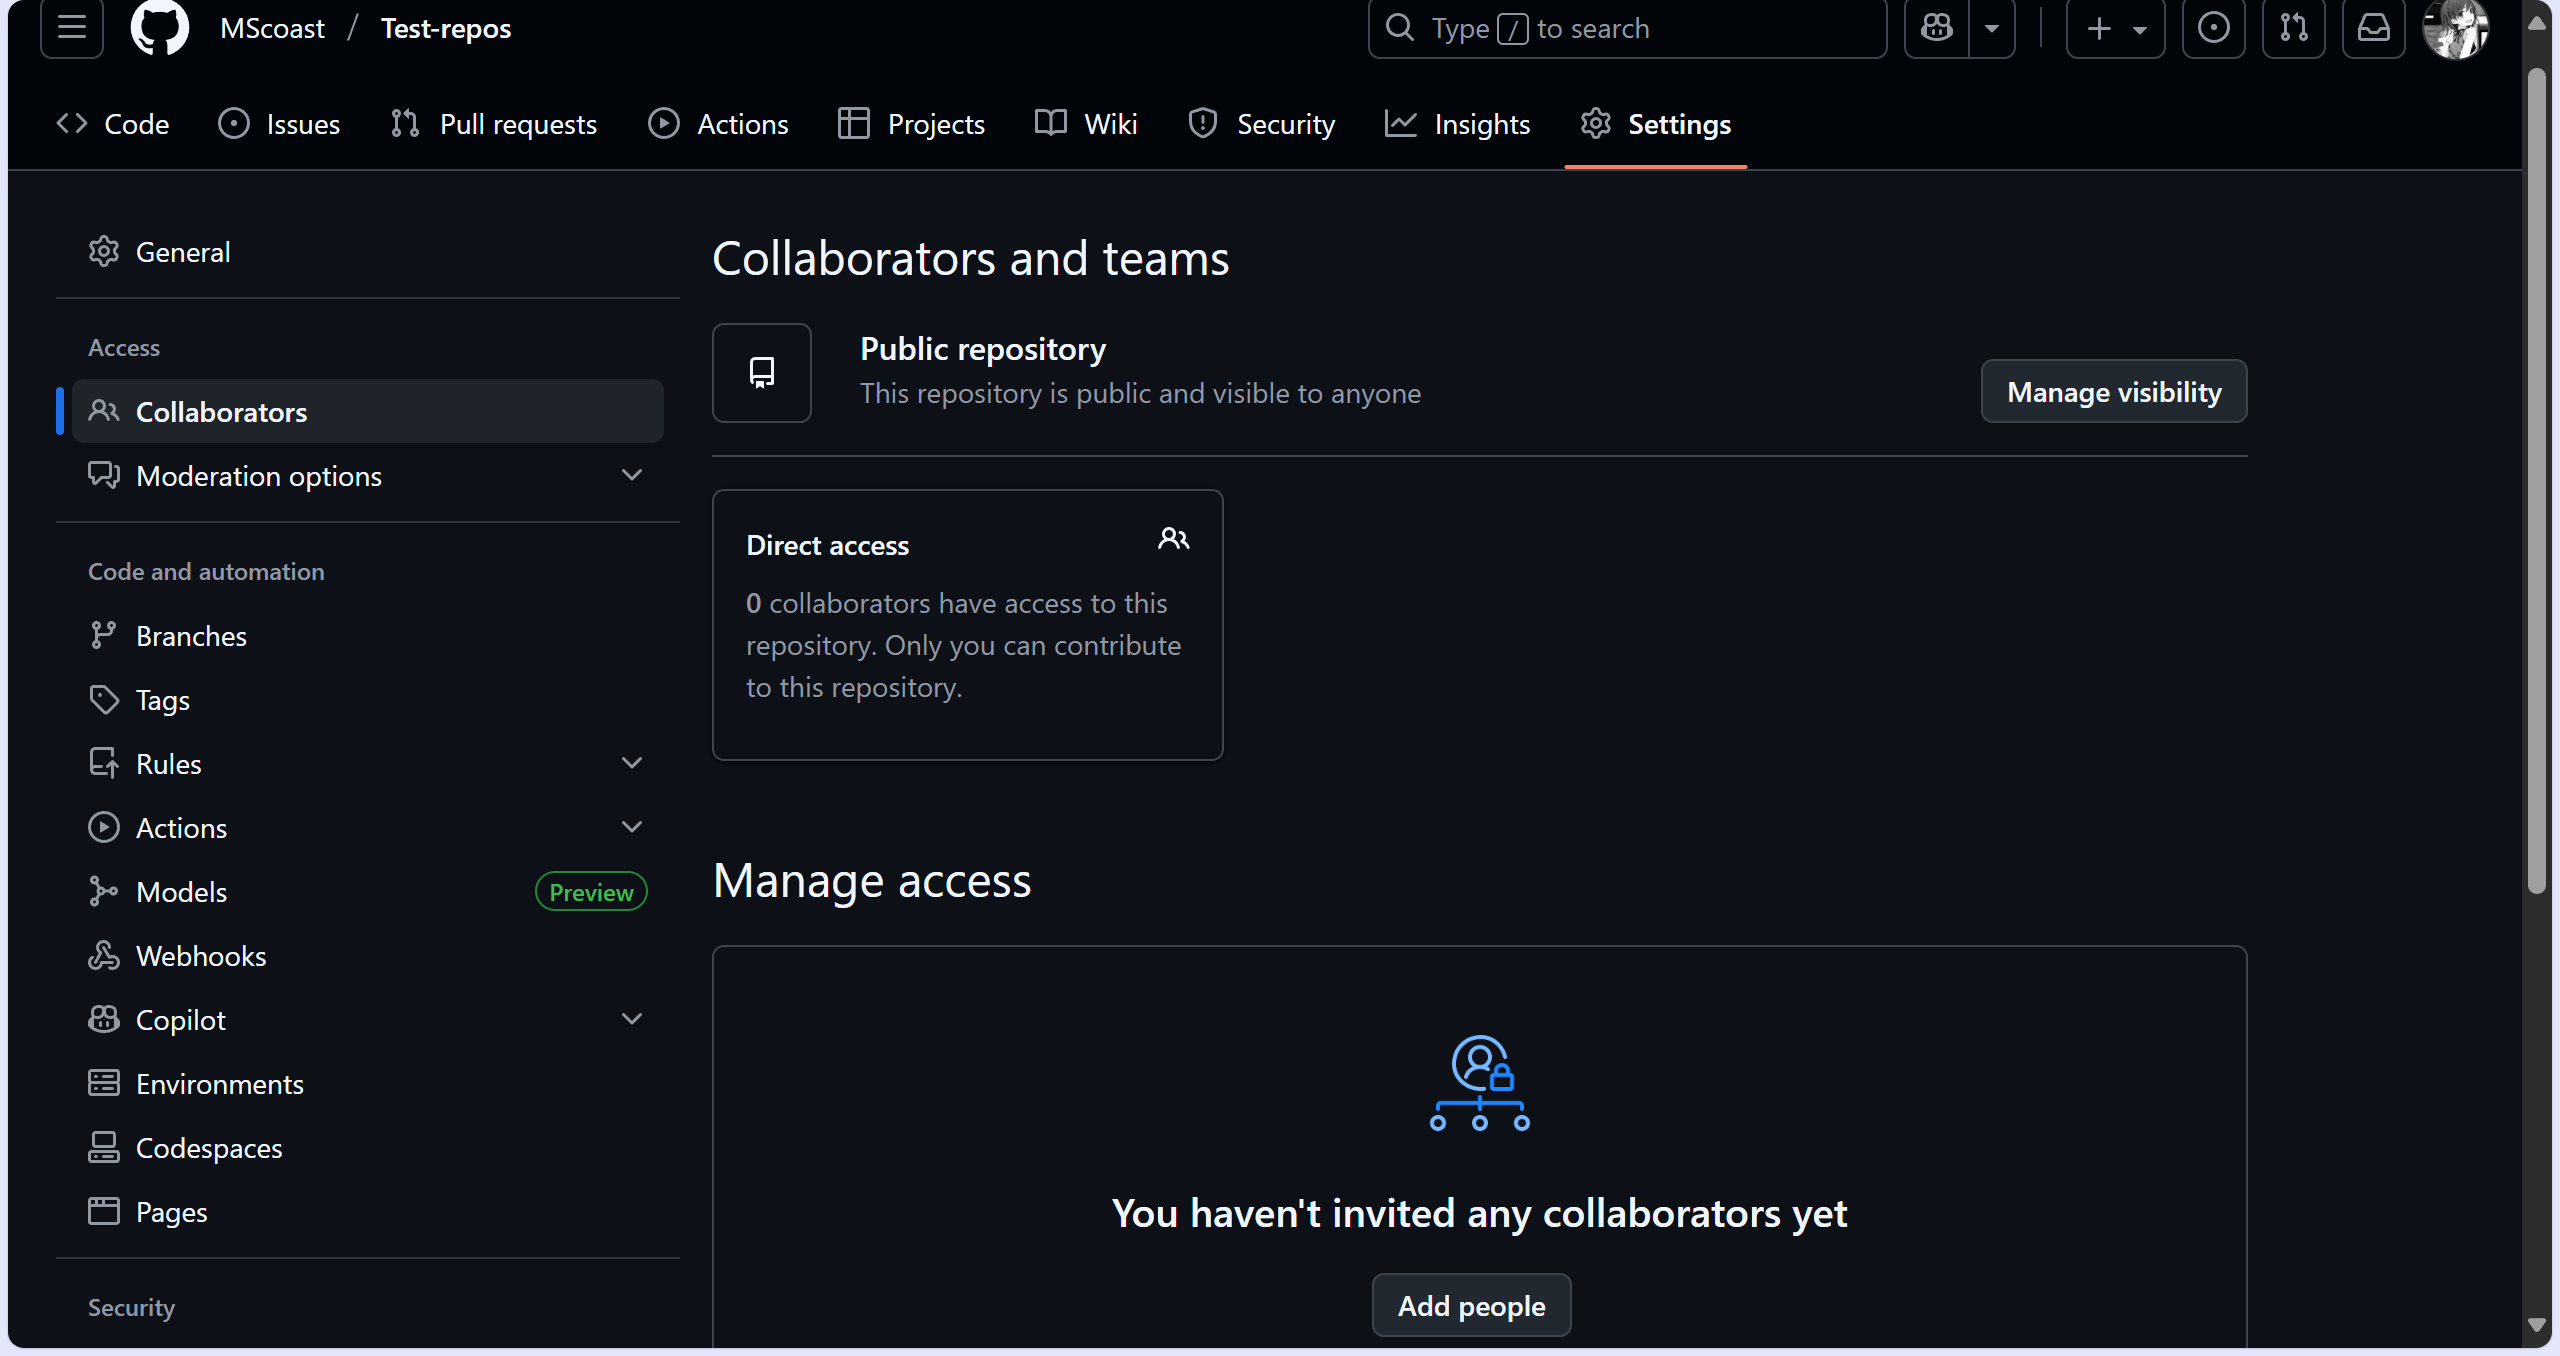 MScoast / Test-repos
Type / to search
Code Issues Pull requests Actions Projects Wiki Security Insights Settings
General
Access
Collaborators
Moderation options
Code and automation
Branches
Tags
Rules
Actions
Models Preview
Webhooks
Copilot
Environments
Codespaces
Pages
Security
Collaborators and teams
Public repository
This repository is public and visible to anyone
Manage visibility
Direct access
0 collaborators have access to this
repository. Only you can contribute
to this repository.
Manage access
You haven't invited any collaborators yet
Add people